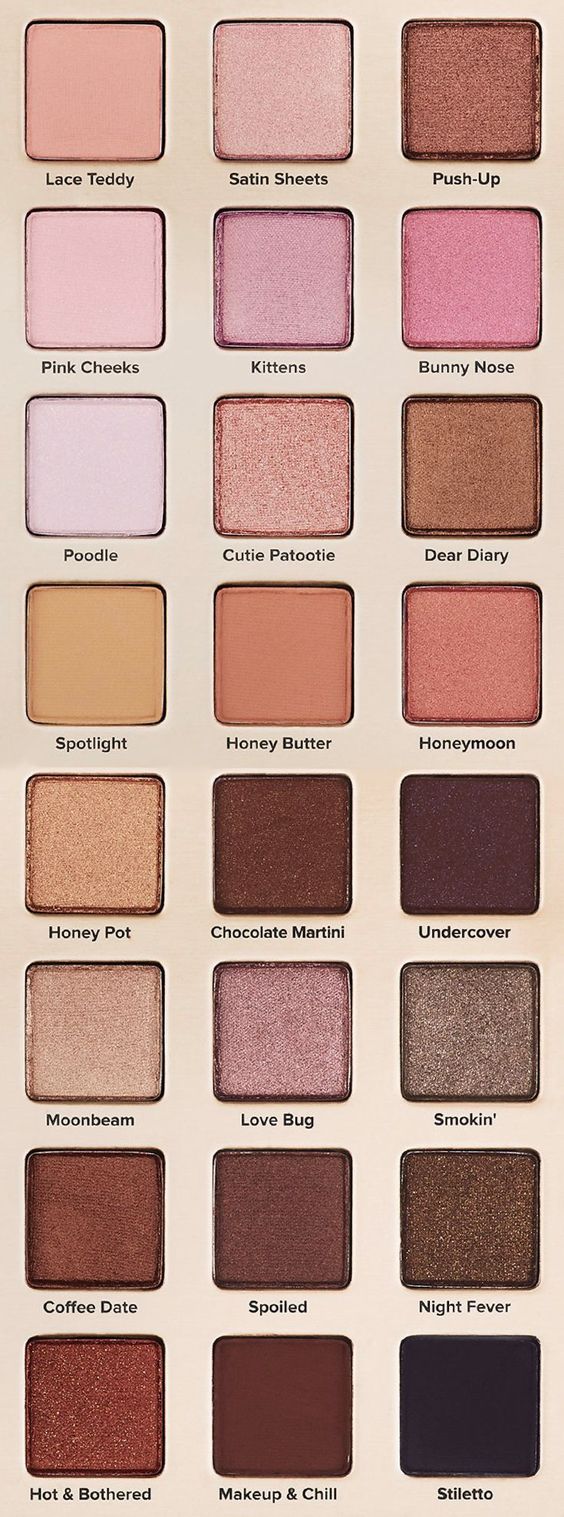 Lace Teddy
Satin Sheets
Push-Up
Pink Cheeks
Kittens
Bunny Nose
Poodle
Cutie Patootie
Dear Diary
Spotlight
Honey Butter
Honeymoon
Honey Pot
Chocolate Martini
Undercover
Moonbeam
Love Bug
Smokin'
Coffee Date
Spoiled
Night Fever
Hot & Bothered
Makeup & Chill
Stiletto